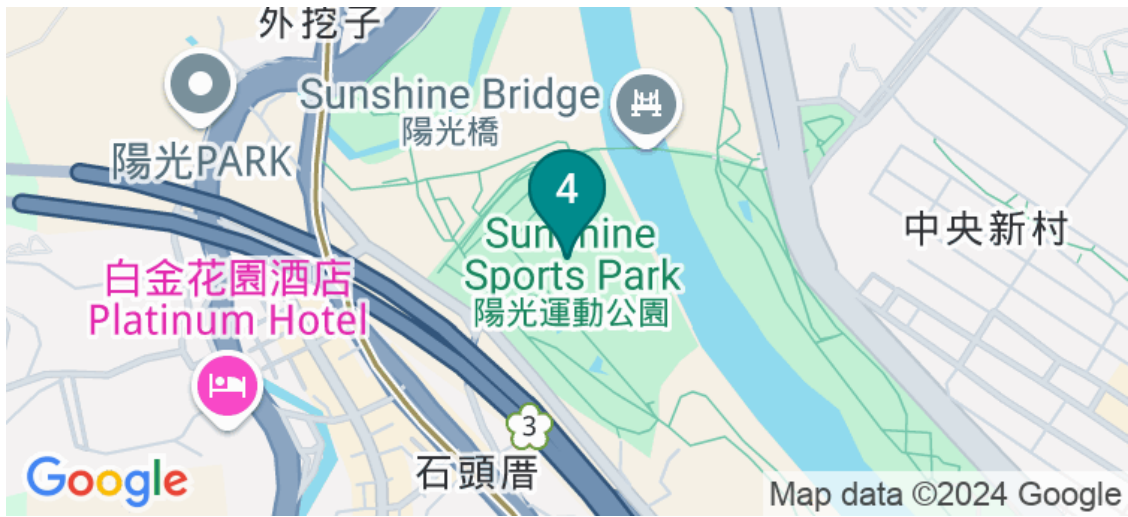 外挖子
Sunshine Bridge
陽光橋
陽光PARK
4
Sunshine
Sports Park
陽光運動公園
中央新村
白金花園酒店
Platinum Hotel
3
石頭厝
Google
Map data ©2024 Google